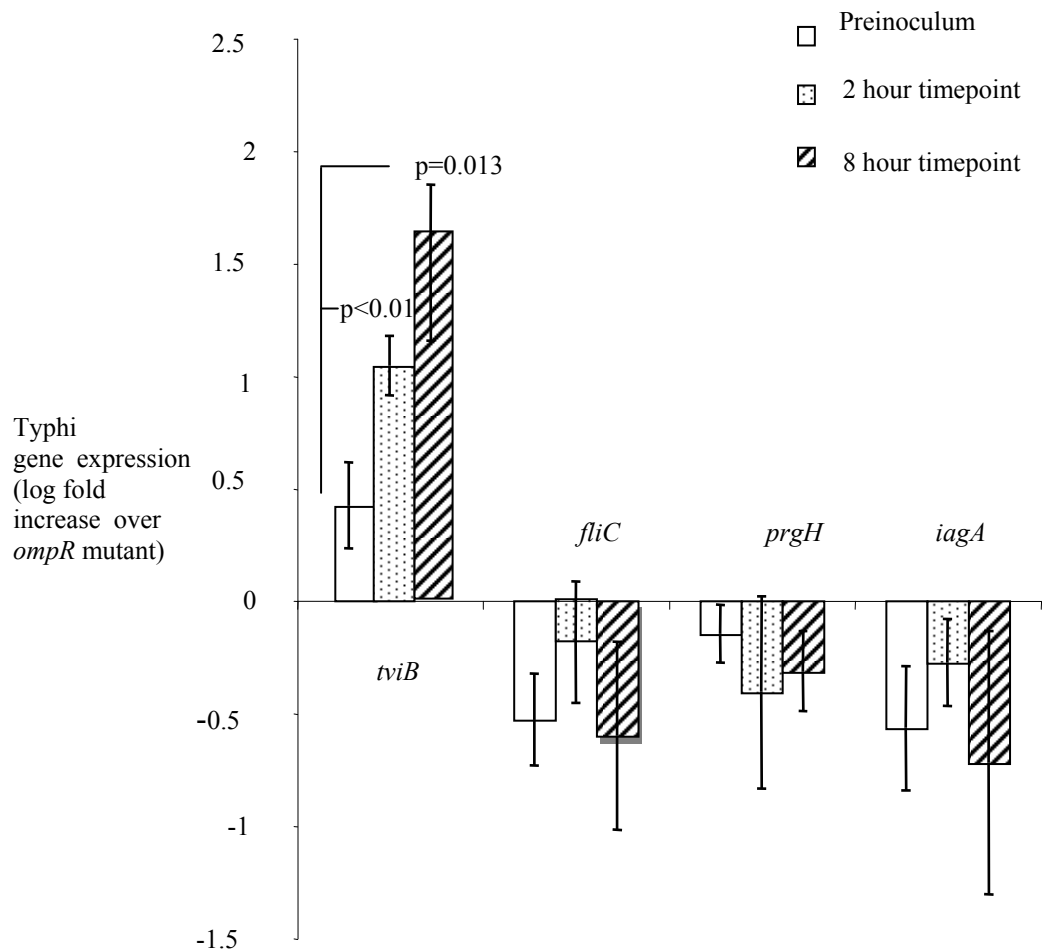 Preinoculum
2 hour timepoint
8 hour timepoint
2.5
2
1.5
1
0.5
0
-0.5
-1
-1.5
p=0.013
p<0.01
Typhi
gene expression
(log fold
increase over
ompR mutant)
tviB
fliC
prgH
iagA